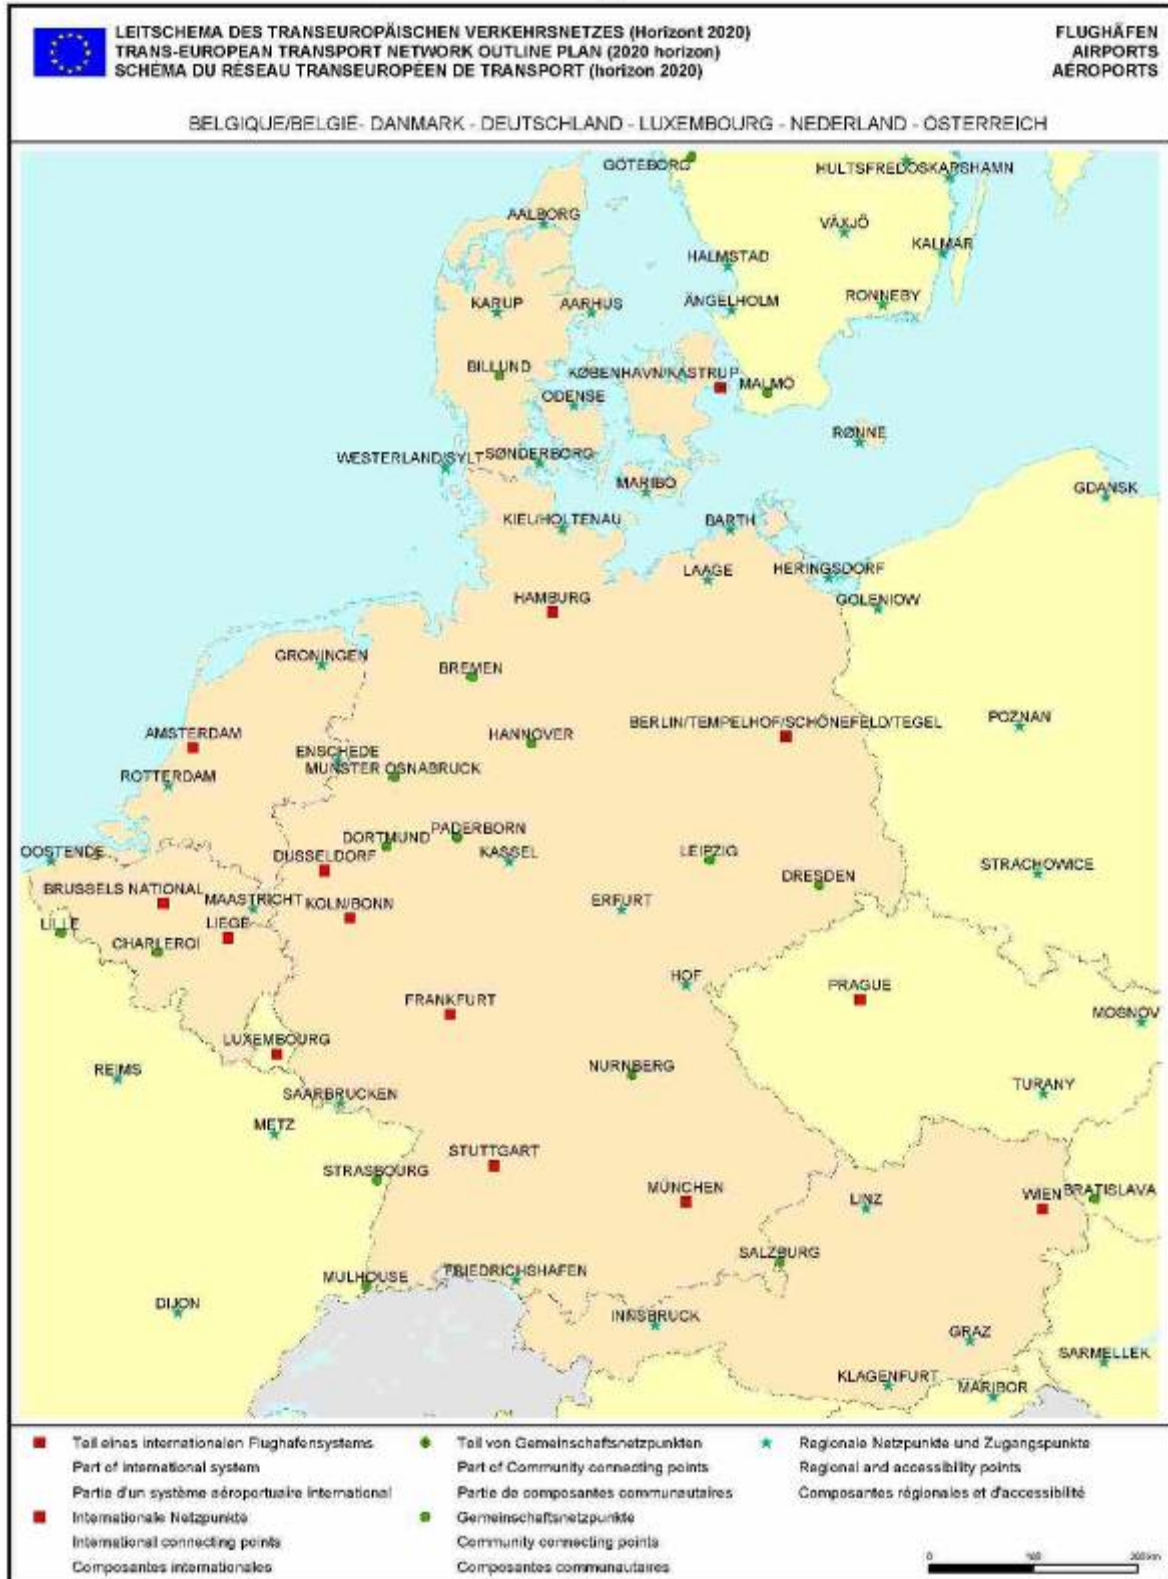 LEITSCHEMA DES TRANSEUROPÄISCHEN VERKEHRSNETZES (Horizont 2020)
TRANS-EUROPEAN TRANSPORT NETWORK OUTLINE PLAN (2020 horizon)
SCHÉMA DU RÉSEAU TRANSEUROPÉEN DE TRANSPORT (horizon 2020)
FLUGHÄFEN
AIRPORTS
AÉROPORTS
BELGIQUE/BELGIE- DANMARK - DEUTSCHLAND - LUXEMBOURG - NEDERLAND - ÖSTERREICH
GÖTEBORG
HULTSFRED
OSKARSHAMN
AALBORG
VÄXJÖ
KALMAR
HALMSTAD
KARUP
AARHUS
ÄNGELHOLM
RONNEBY
BILLUND
KØBENHAVN/KASTRUP
MALMÖ
ODENSE
RØNNE
WESTERLAND/SYLT
SØNDERBORG
MARIBO
GDANSK
KIEL/HOLTENAU
BARTH
LAAGE
HERINGSDORF
HAMBURG
GOLENIOW
GRONINGEN
BREMEN
AMSTERDAM
HANNOVER
BERLIN/TEMPELHOF/SCHÖNEFELD/TEGEL
POZNAN
ENSCHEDE
MUNSTER OSNABRUCK
ROTTERDAM
DORTMUND
PADERBORN
OOSTENDE
DUSSELDORF
KASSEL
LEIPZIG
STRACHOWICE
DRESDEN
BRUSSELS NATIONAL
MAASTRICHT
KOLN/BONN
ERFURT
LILLE
LIEGE
CHARLEROI
HOF
PRAGUE
FRANKFURT
MOSNOV
LUXEMBOURG
REIMS
NURNBERG
TURANY
SAARBRUCKEN
METZ
STUTTGART
STRASBOURG
MÜNCHEN
LINZ
WIEN
BRATISLAVA
SALZBURG
MULHOUSE
FRIEDRICHSHAFEN
DIJON
INNSBRUCK
GRAZ
SARMELLEK
KLAGENFURT
MARIBOR
Teil eines internationalen Flughafensystems
Part of international system
Partie d'un système aéroportuaire international
Internationale Netzpunkte
International connecting points
Composantes internationales
Teil von Gemeinschaftsnetzpunkten
Part of Community connecting points
Partie de composantes communautaires
Gemeinschaftsnetzpunkte
Community connecting points
Composantes communautaires
Regionale Netzpunkte und Zugangspunkte
Regional and accessibility points
Composantes régionales et d'accessibilité
0 100 200 km